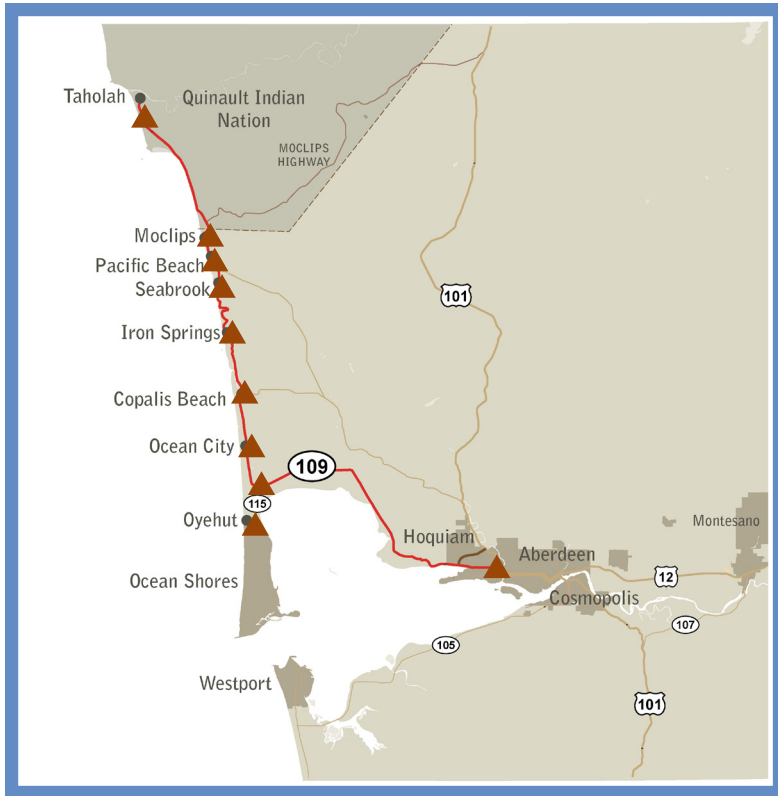 Taholah
Quinault Indian
Nation
MOCLIPS
HIGHWAY
Moclips
Pacific Beach
Seabrook
101
Iron Springs
Copalis Beach
Ocean City
109
115
Oyehut
Hoquiam
Montesano
Aberdeen
Ocean Shores
12
Cosmopolis
107
105
Westport
101